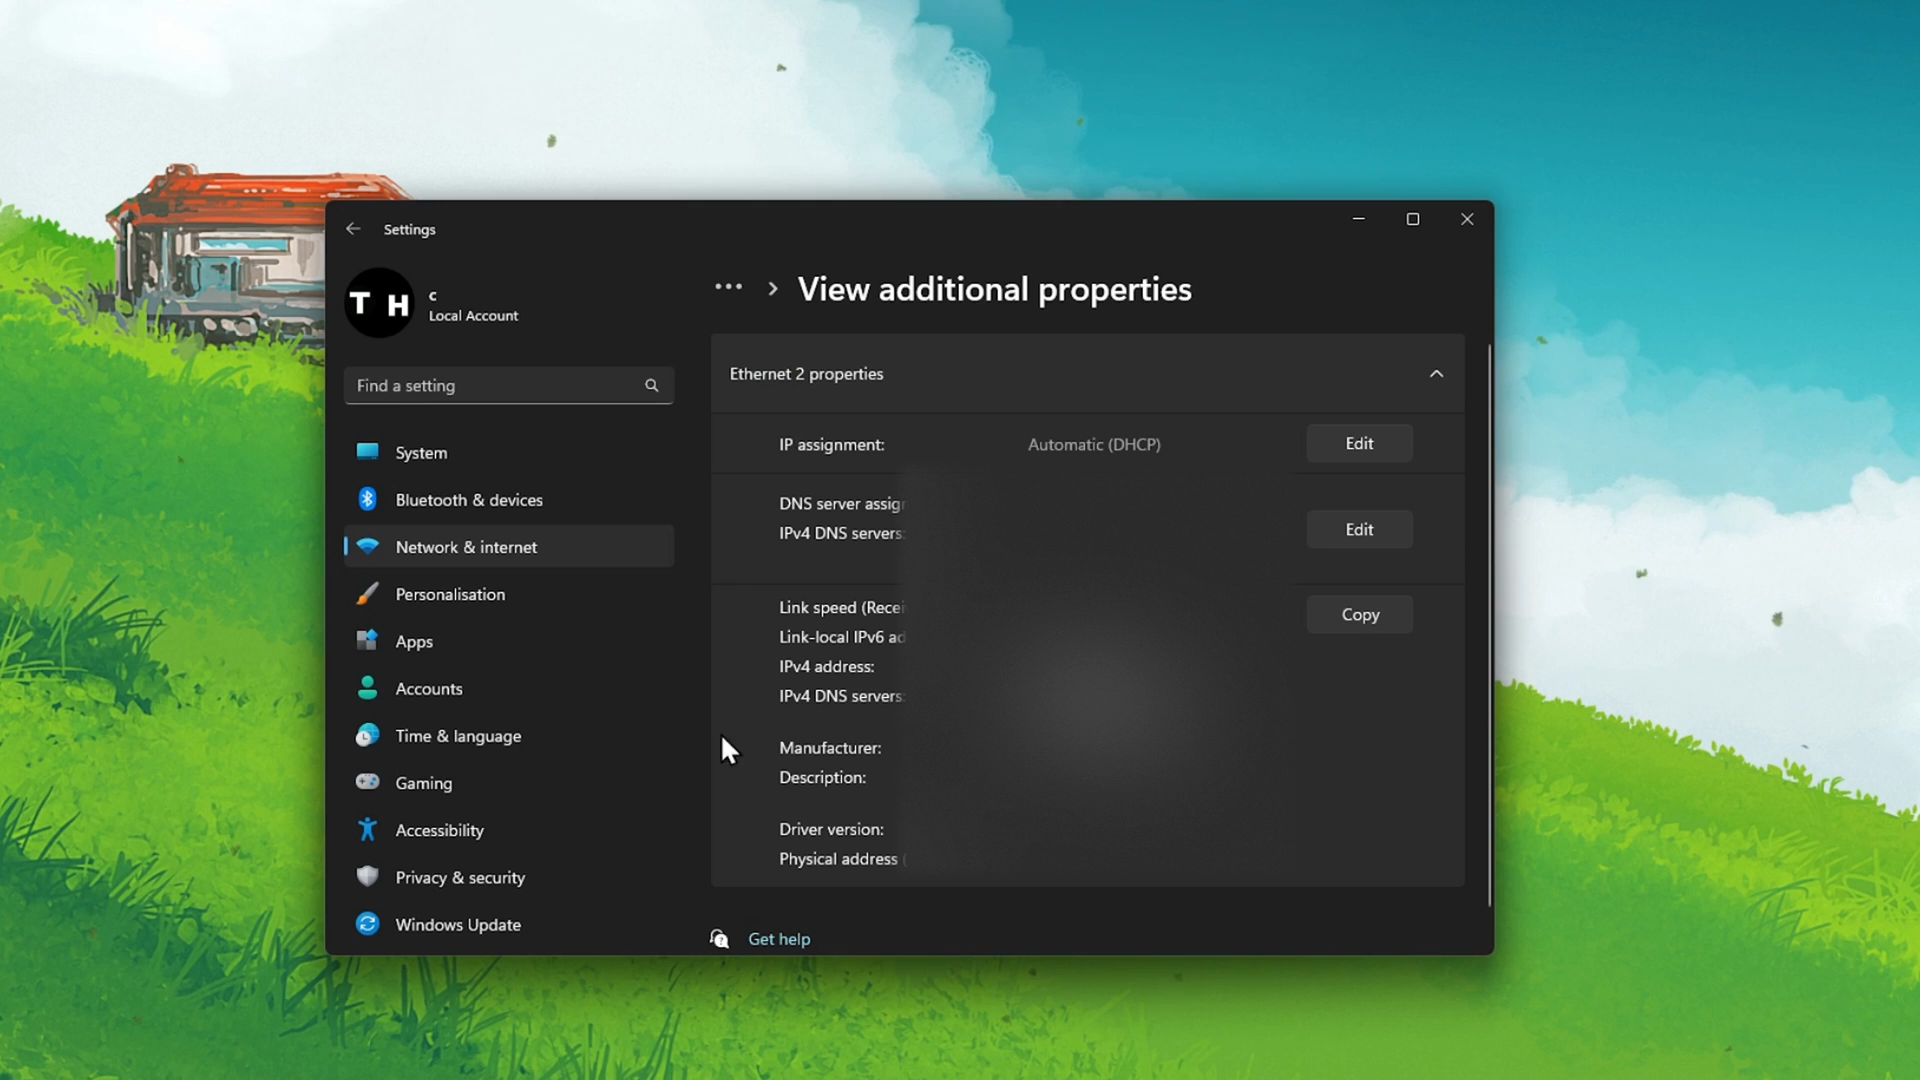 Settings
T H
c
Local Account
Find a setting
System
Bluetooth & devices
Network & internet
Personalisation
Apps
Accounts
Time & language
Gaming
Accessibility
Privacy & security
Windows Update
... > View additional properties
Ethernet 2 properties
IP assignment: Automatic (DHCP) Edit
DNS server assig
IPv4 DNS servers: Edit
Link speed (Recei Copy
Link-local IPv6 ad
IPv4 address:
IPv4 DNS servers:
Manufacturer:
Description:
Driver version:
Physical address (
Get help